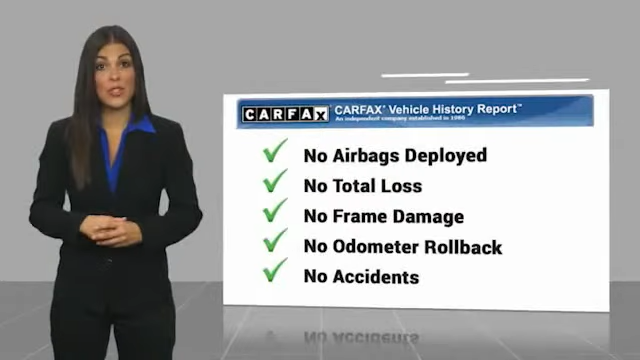 CARFAX CARFAX® Vehicle History Report™
An independent company established in 1986
No Airbags Deployed
No Total Loss
No Frame Damage
No Odometer Rollback
No Accidents